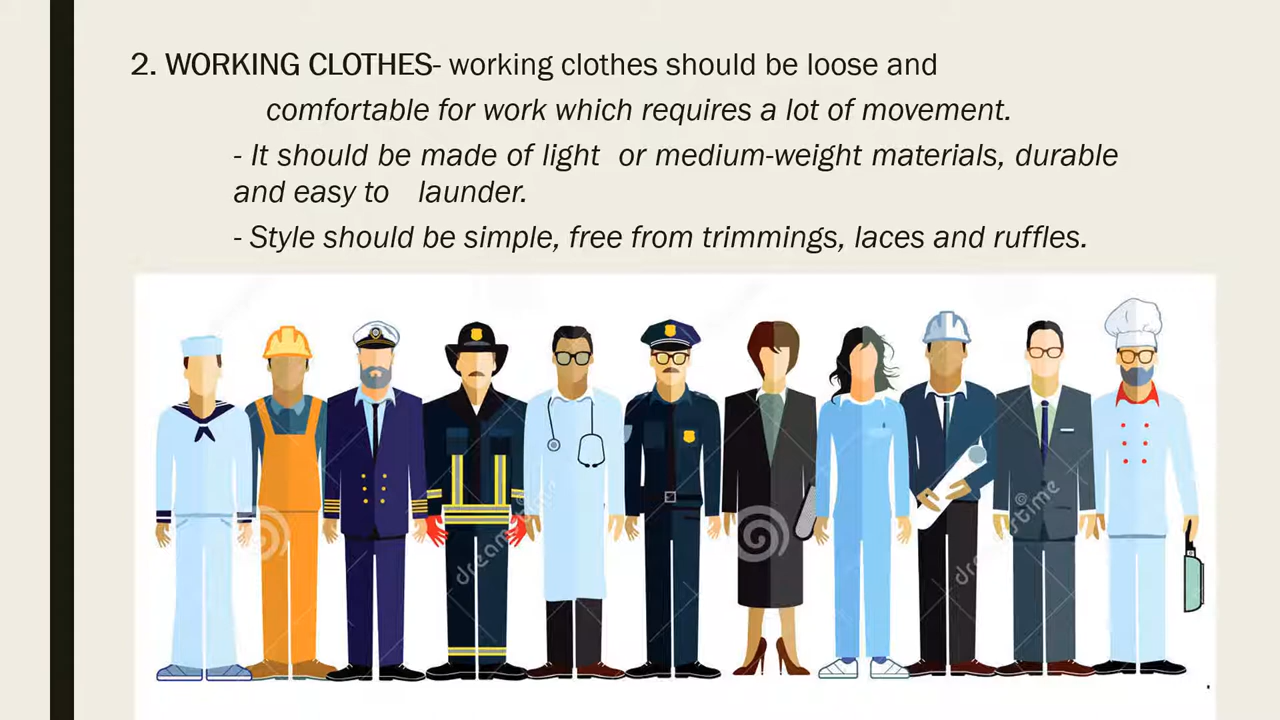 2. WORKING CLOTHES- working clothes should be loose and
comfortable for work which requires a lot of movement.
- It should be made of light or medium-weight materials, durable
and easy to launder.
- Style should be simple, free from trimmings, laces and ruffles.
dreamstime
dreamstime